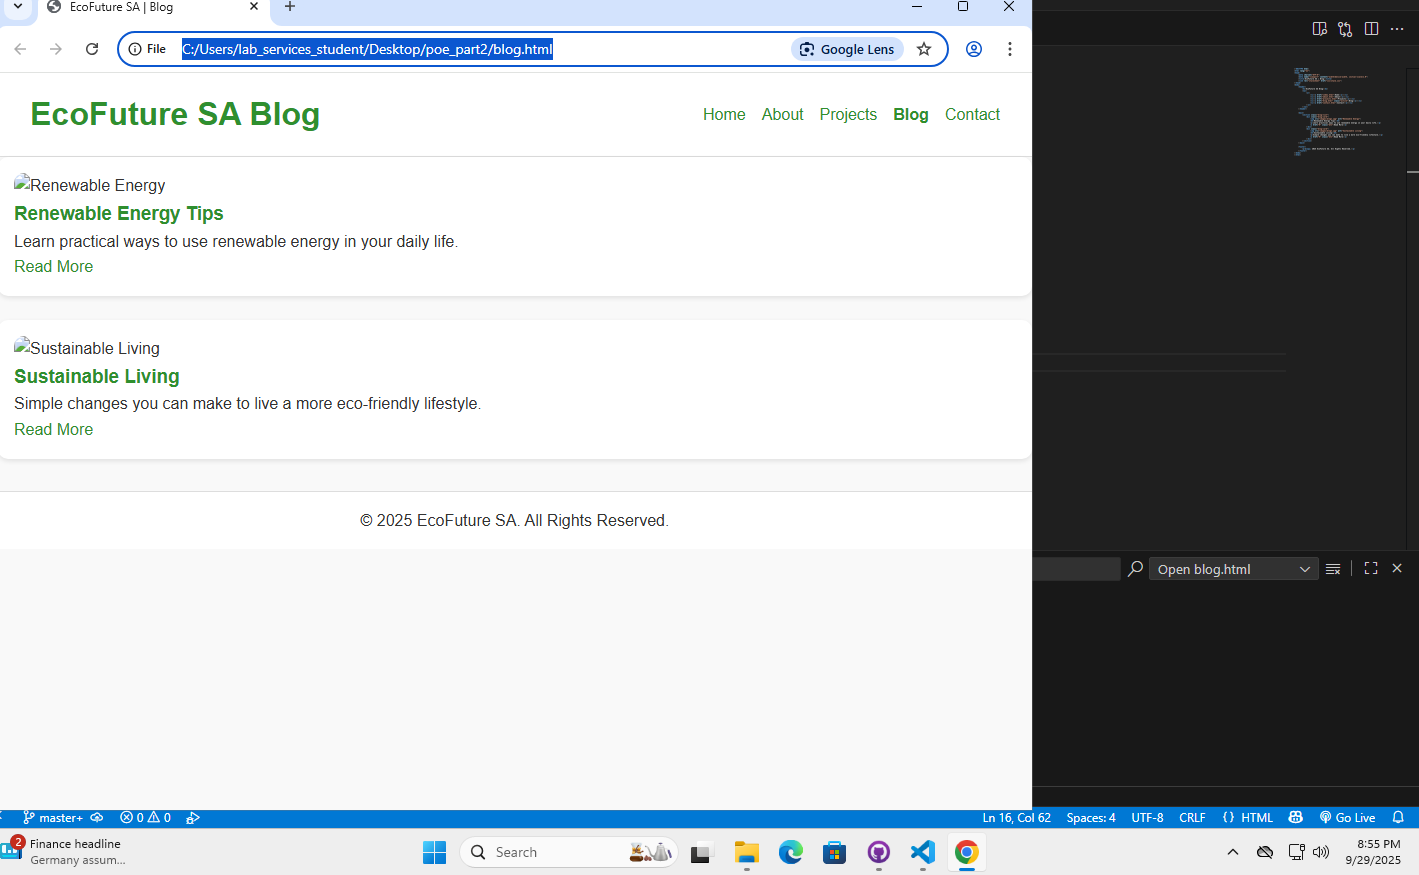 EcoFuture SA | Blog
File
C:/Users/lab_services_student/Desktop/poe_part2/blog.html
Google Lens
EcoFuture SA Blog
Home About Projects Blog Contact
Renewable Energy
Renewable Energy Tips
Learn practical ways to use renewable energy in your daily life.
Read More
Sustainable Living
Sustainable Living
Simple changes you can make to live a more eco-friendly lifestyle.
Read More
© 2025 EcoFuture SA. All Rights Reserved.
Open blog.html
master+ 0 0 Ln 16, Col 62 Spaces: 4 UTF-8 CRLF {} HTML Go Live
2
Finance headline
Germany assum...
Search
8:55 PM
9/29/2025